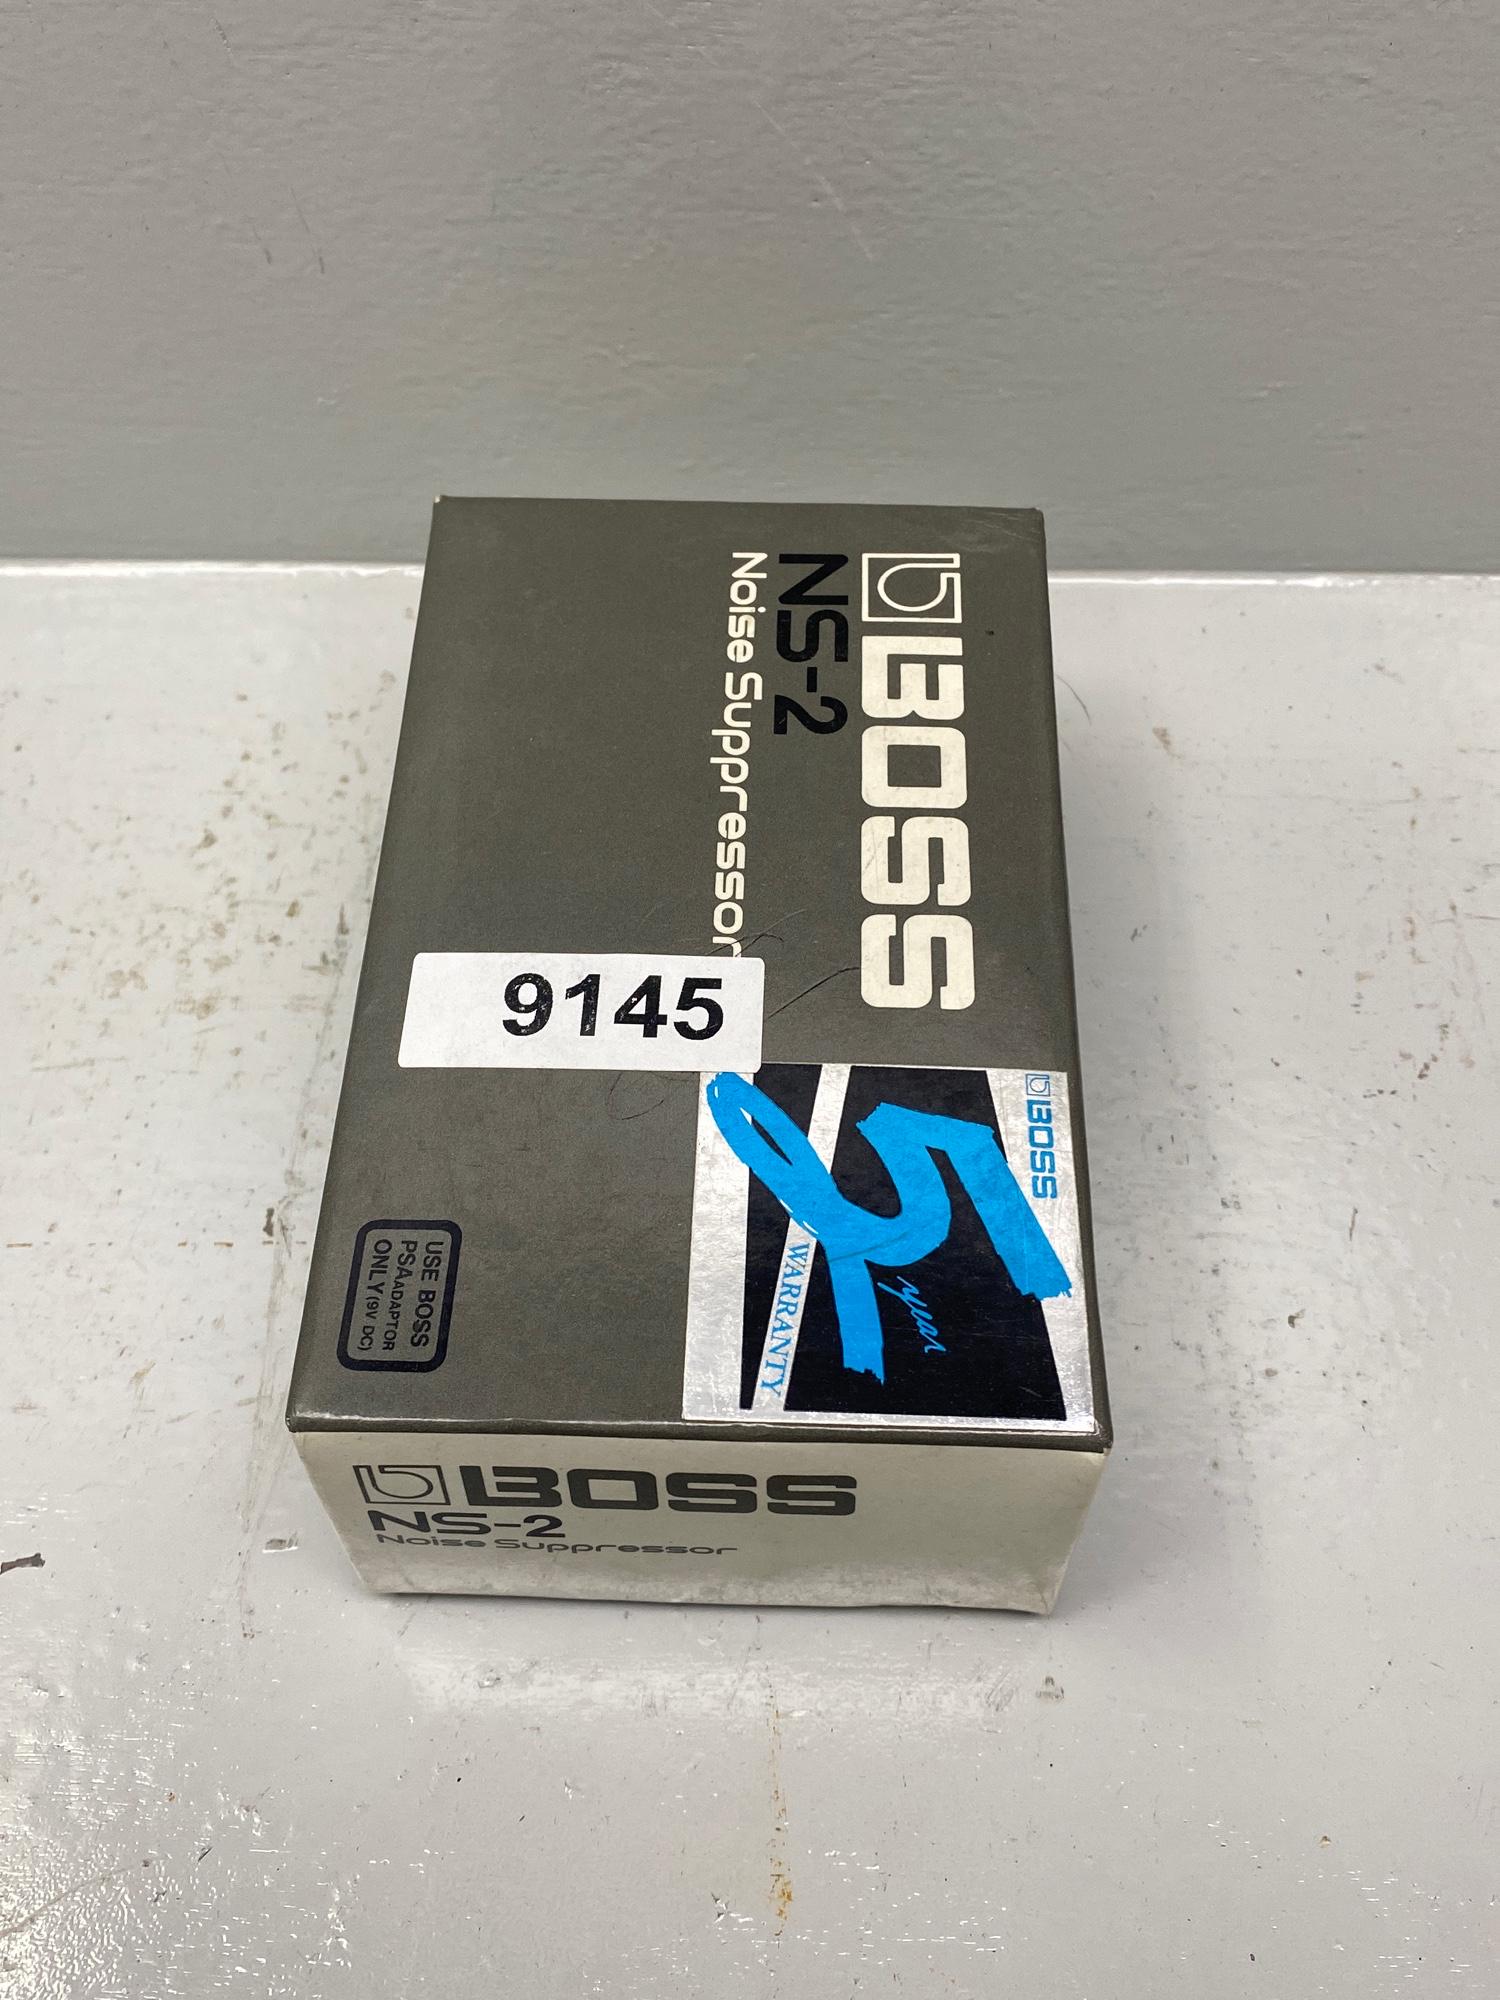 BOSS
NS-2
Noise Suppressor
9145
BOSS
5
year
WARRANTY
USE BOSS
PSA ADAPTOR
ONLY (9V DC)
BOSS
NS-2
Noise Suppressor